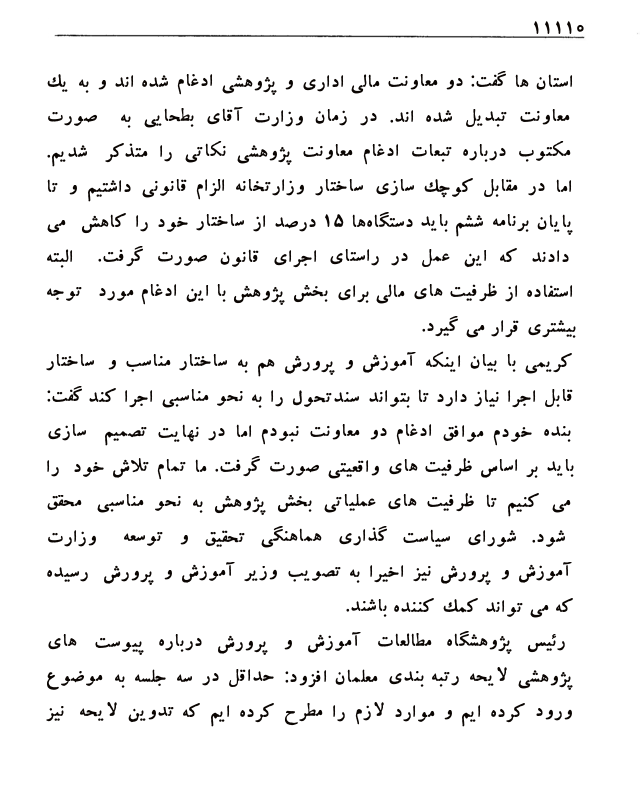 ۱۱۱۱۰
استان ها گفت: دو معاونت مالی اداری و پژوهشی ادغام شده اند و به یك
معاونت تبدیل شده اند. در زمان وزارت آقای بطحایی به صورت
مکتوب درباره تبعات ادغام معاونت پژوهشی نکاتی را متذکر شدیم.
اما در مقابل کوچك سازی ساختار وزارتخانه الزام قانونی داشتیم و تا
پایان برنامه ششم باید دستگاه‌ها ۱۵ درصد از ساختار خود را کاهش می
دادند که این عمل در راستای اجرای قانون صورت گرفت. البته
استفاده از ظرفیت های مالی برای بخش پژوهش با این ادغام مورد توجه
بیشتری قرار می گیرد.
کریمی با بیان اینکه آموزش و پرورش هم به ساختار مناسب و ساختار
قابل اجرا نیاز دارد تا بتواند سندتحول را به نحو مناسبی اجرا کند گفت:
بنده خودم موافق ادغام دو معاونت نبودم اما در نهایت تصمیم سازی
باید بر اساس ظرفیت های واقعیتی صورت گرفت. ما تمام تلاش خود را
می کنیم تا ظرفیت های عملیاتی بخش پژوهش به نحو مناسبی محقق
شود. شورای سیاست گذاری هماهنگی تحقیق و توسعه وزارت
آموزش و پرورش نیز اخیرا به تصویب وزیر آموزش و پرورش رسیده
که می تواند کمك کننده باشند.
رئیس پژوهشگاه مطالعات آموزش و پرورش درباره پیوست های
پژوهشی لایحه رتبه بندی معلمان افزود: حداقل در سه جلسه به موضوع
ورود کرده ایم و موارد لازم را مطرح کرده ایم که تدوین لایحه نیز